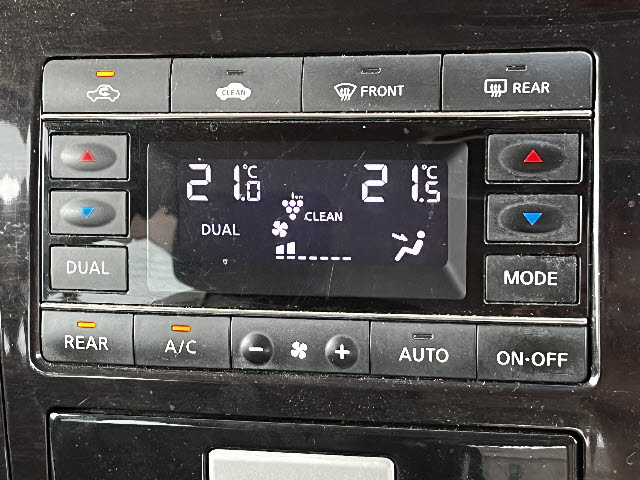 CLEAN FRONT REAR
21.0°C 21.5°C
CLEAN
DUAL
DUAL MODE
REAR A/C − + AUTO ON·OFF